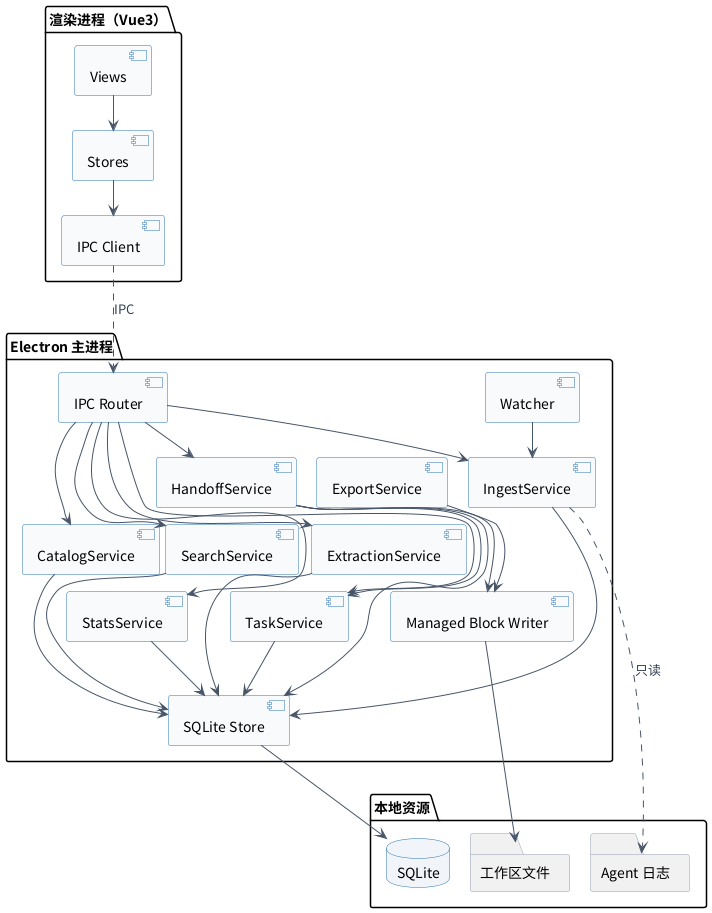 渲染进程（Vue3）
Views
Stores
IPC Client
IPC
Electron 主进程
IPC Router
Watcher
HandoffService
ExportService
IngestService
CatalogService
SearchService
ExtractionService
StatsService
TaskService
Managed Block Writer
只读
SQLite Store
本地资源
SQLite
工作区文件
Agent 日志